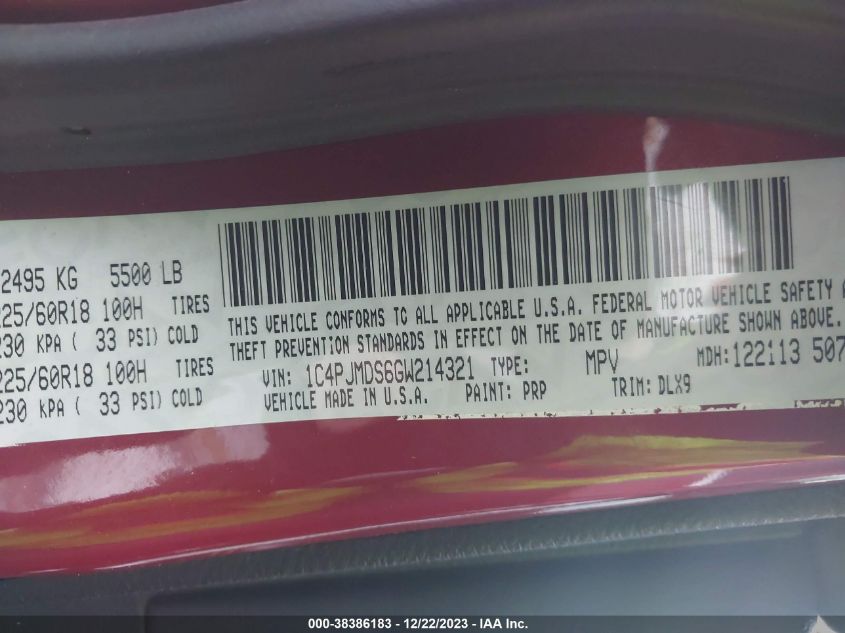 2495 KG 5500 LB
225/60R18 100H TIRES
230 KPA ( 33 PSI) COLD
225/60R18 100H TIRES
230 KPA ( 33 PSI) COLD
THIS VEHICLE CONFORMS TO ALL APPLICABLE U.S.A. FEDERAL MOTOR VEHICLE SAFETY
THEFT PREVENTION STANDARDS IN EFFECT ON THE DATE OF MANUFACTURE SHOWN ABOVE.
VIN: 1C4PJMDS6GW214321 TYPE: MPV MDH: 122113 507
VEHICLE MADE IN U.S.A. PAINT: PRP TRIM: DLX9
000-38386183 - 12/22/2023 - IAA Inc.